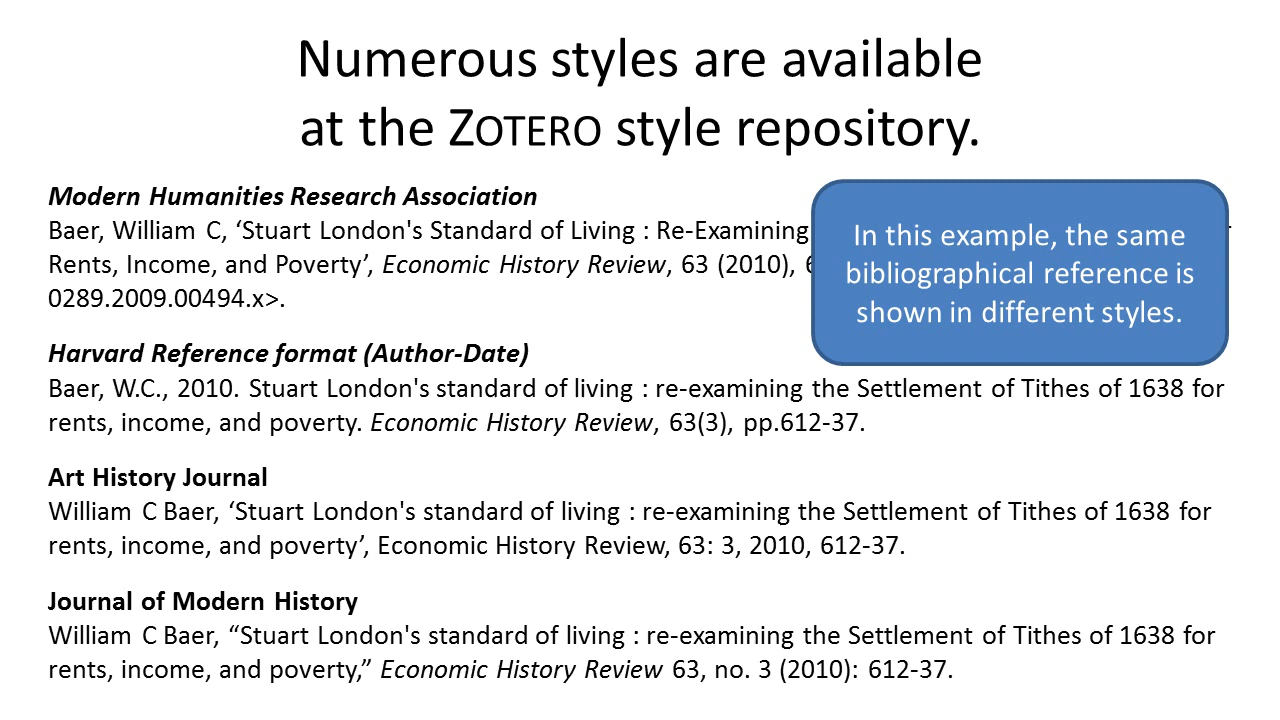 Numerous styles are available
at the ZOTERO style repository.
Modern Humanities Research Association
Baer, William C, ‘Stuart London's Standard of Living : Re-Examining
Rents, Income, and Poverty’, Economic History Review, 63 (2010),
0289.2009.00494.x>.
In this example, the same
bibliographical reference is
shown in different styles.
Harvard Reference format (Author-Date)
Baer, W.C., 2010. Stuart London's standard of living : re-examining the Settlement of Tithes of 1638 for
rents, income, and poverty. Economic History Review, 63(3), pp.612-37.
Art History Journal
William C Baer, ‘Stuart London's standard of living : re-examining the Settlement of Tithes of 1638 for
rents, income, and poverty’, Economic History Review, 63: 3, 2010, 612-37.
Journal of Modern History
William C Baer, “Stuart London's standard of living : re-examining the Settlement of Tithes of 1638 for
rents, income, and poverty,” Economic History Review 63, no. 3 (2010): 612-37.